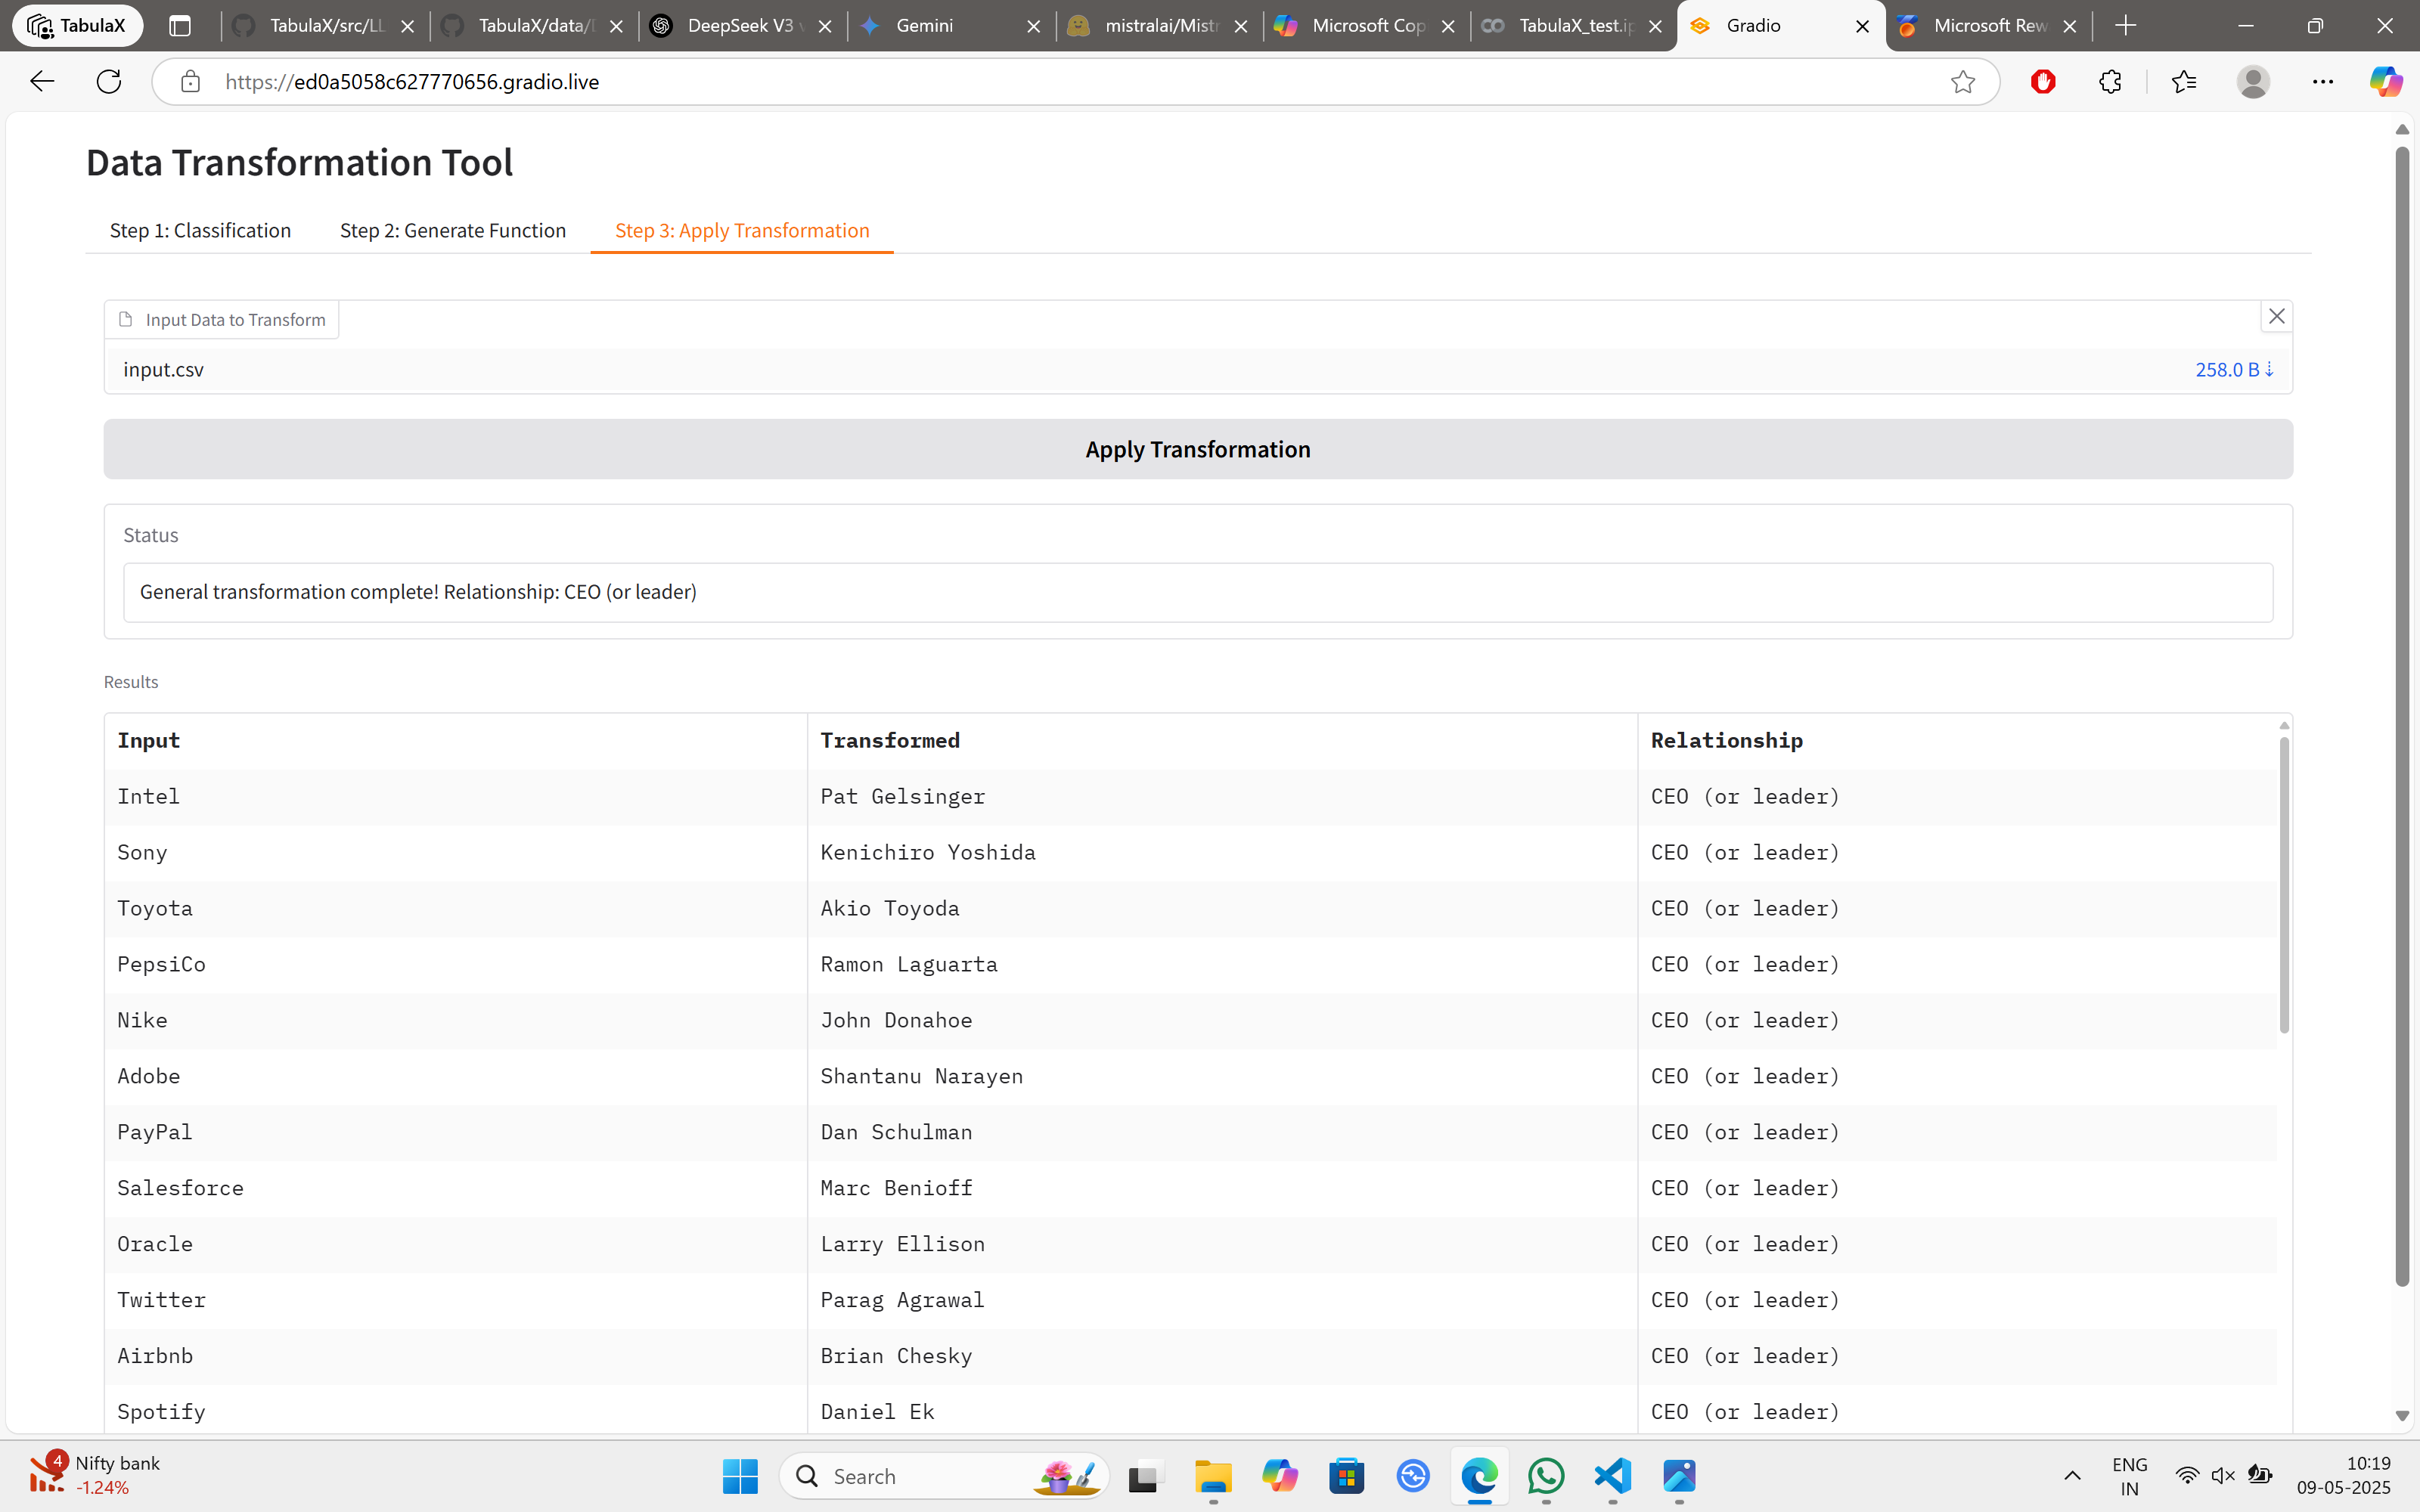 TabulaX
TabulaX/src/LL
TabulaX/data/
DeepSeek V3
Gemini
mistralai/Mistr
Microsoft Cop
TabulaX_test.ip
Gradio
Microsoft Rew
https://ed0a5058c627770656.gradio.live
Data Transformation Tool
Step 1: Classification Step 2: Generate Function Step 3: Apply Transformation
Input Data to Transform
input.csv 258.0 B ⇣
Apply Transformation
Status
General transformation complete! Relationship: CEO (or leader)
Results
Input Transformed Relationship
Intel Pat Gelsinger CEO (or leader)
Sony Kenichiro Yoshida CEO (or leader)
Toyota Akio Toyoda CEO (or leader)
PepsiCo Ramon Laguarta CEO (or leader)
Nike John Donahoe CEO (or leader)
Adobe Shantanu Narayen CEO (or leader)
PayPal Dan Schulman CEO (or leader)
Salesforce Marc Benioff CEO (or leader)
Oracle Larry Ellison CEO (or leader)
Twitter Parag Agrawal CEO (or leader)
Airbnb Brian Chesky CEO (or leader)
Spotify Daniel Ek CEO (or leader)
4
Nifty bank
-1.24%
Search
ENG
IN
10:19
09-05-2025